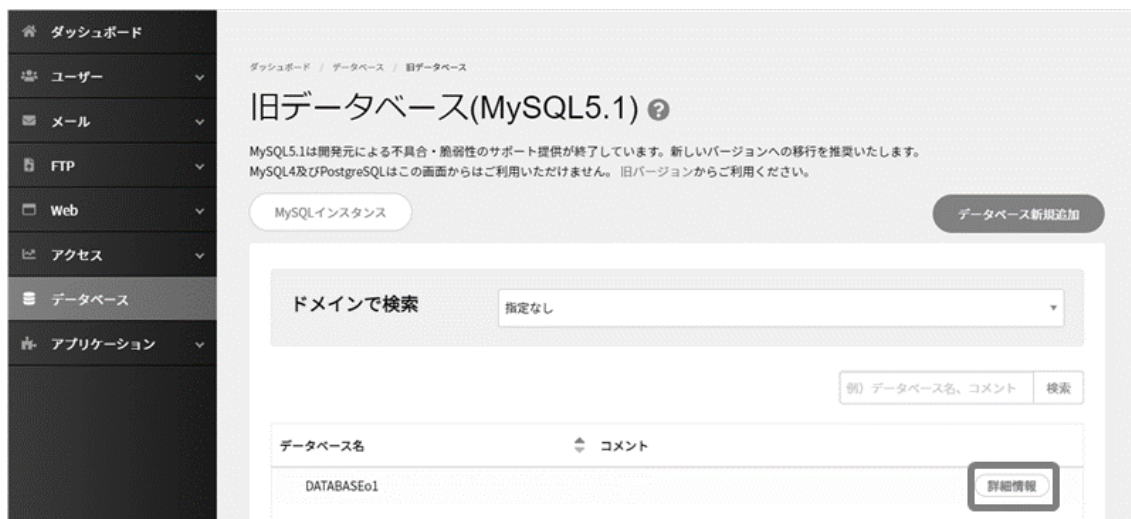 ダッシュボード
ユーザー
メール
FTP
Web
アクセス
データベース
アプリケーション
ダッシュボード / データベース / 旧データベース
旧データベース(MySQL5.1) ?
MySQL5.1は開発元による不具合・脆弱性のサポート提供が終了しています。新しいバージョンへの移行を推奨いたします。
MySQL4及びPostgreSQLはこの画面からはご利用いただけません。 旧バージョンからご利用ください。
MySQLインスタンス
データベース新規追加
ドメインで検索
指定なし
例）データベース名、コメント 検索
データベース名 コメント
DATABASEo1 詳細情報